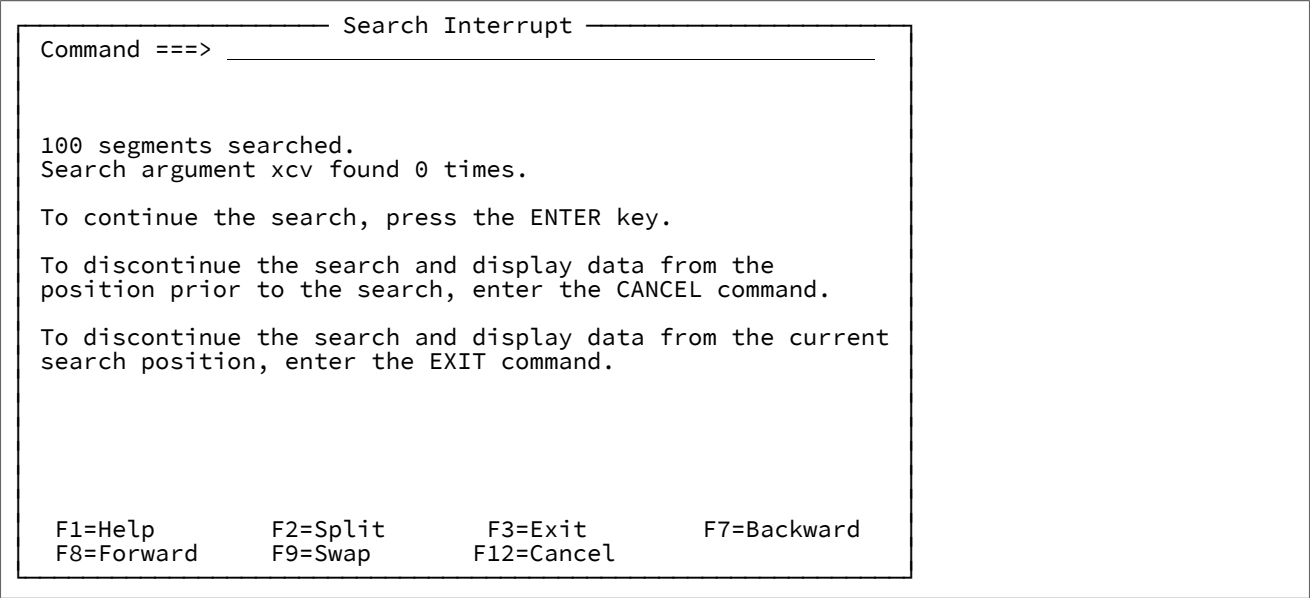 Search Interrupt
Command ===>
100 segments searched.
Search argument xcv found 0 times.
To continue the search, press the ENTER key.
To discontinue the search and display data from the
position prior to the search, enter the CANCEL command.
To discontinue the search and display data from the current
search position, enter the EXIT command.
F1=Help F2=Split F3=Exit F7=Backward
F8=Forward F9=Swap F12=Cancel